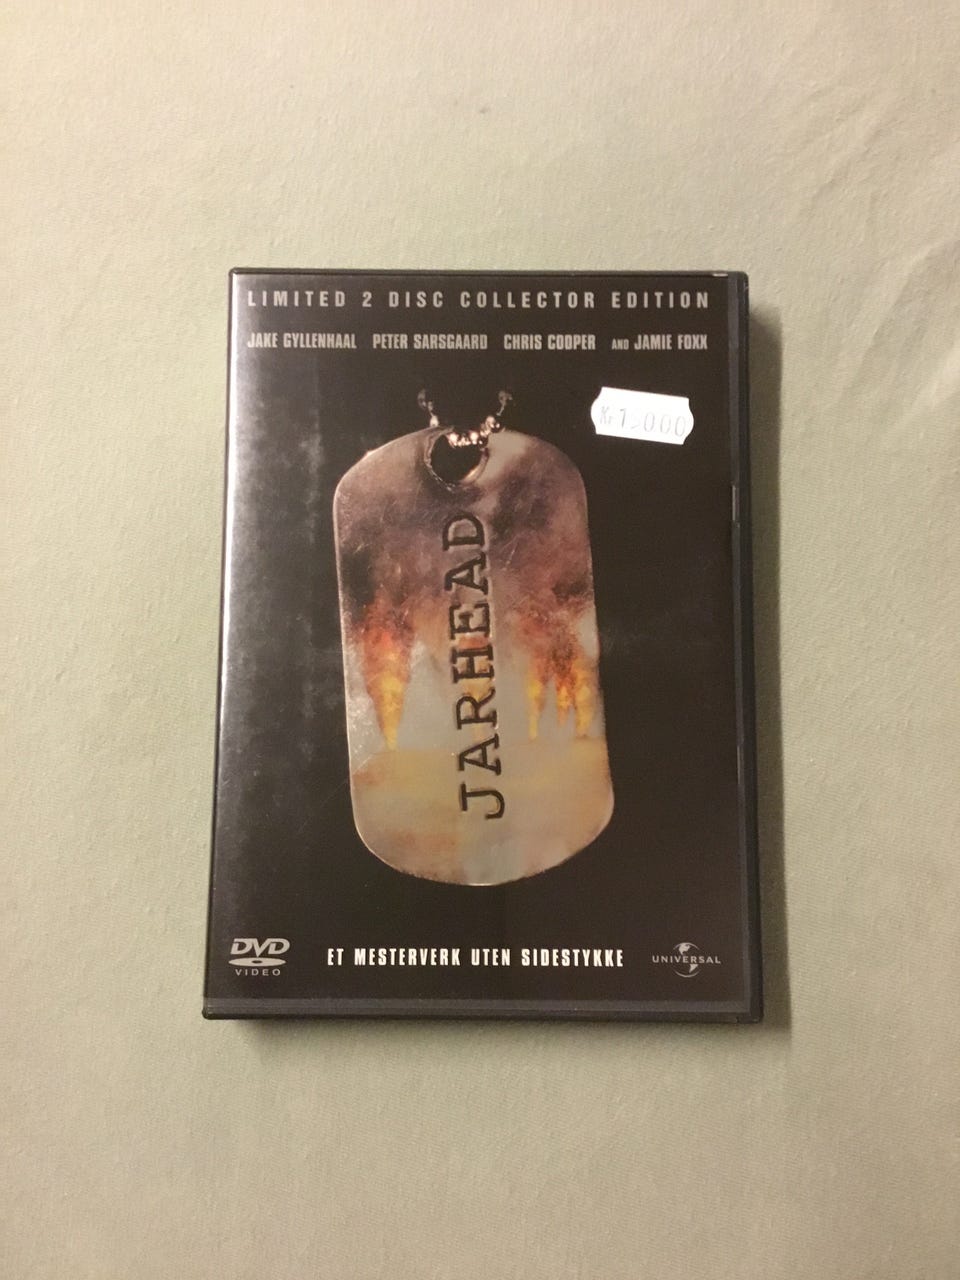 LIMITED 2 DISC COLLECTOR EDITION
JAKE GYLLENHAAL PETER SARSGAARD CHRIS COOPER AND JAMIE FOXX
JARHEAD
DVD
VIDEO
ET MESTERVERK UTEN SIDESTYKKE
UNIVERSAL